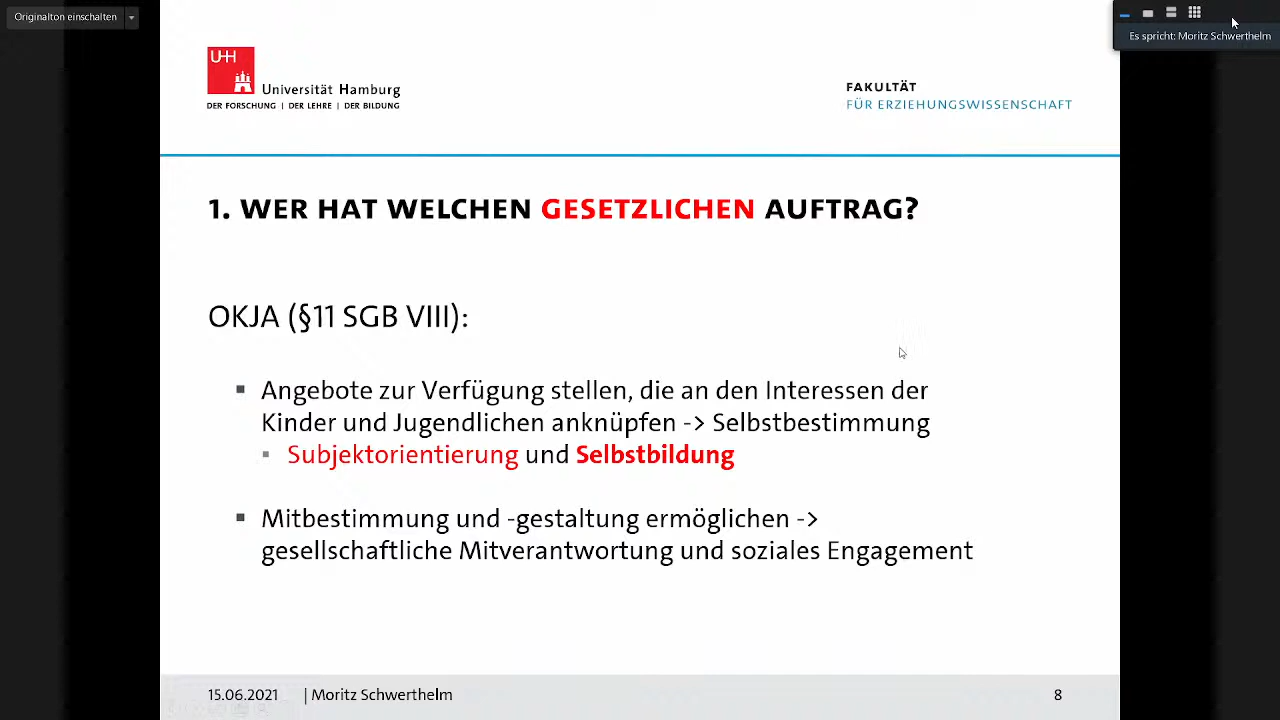 Originalton einschalten
Es spricht: Moritz Schwerthelm
UHH
Universität Hamburg
DER FORSCHUNG | DER LEHRE | DER BILDUNG
FAKULTÄT
FÜR ERZIEHUNGSWISSENSCHAFT
1. WER HAT WELCHEN GESETZLICHEN AUFTRAG?
OKJA (§11 SGB VIII):
▪ Angebote zur Verfügung stellen, die an den Interessen der
Kinder und Jugendlichen anknüpfen -> Selbstbestimmung
▪ Subjektorientierung und Selbstbildung
▪ Mitbestimmung und -gestaltung ermöglichen ->
gesellschaftliche Mitverantwortung und soziales Engagement
15.06.2021 | Moritz Schwerthelm
8